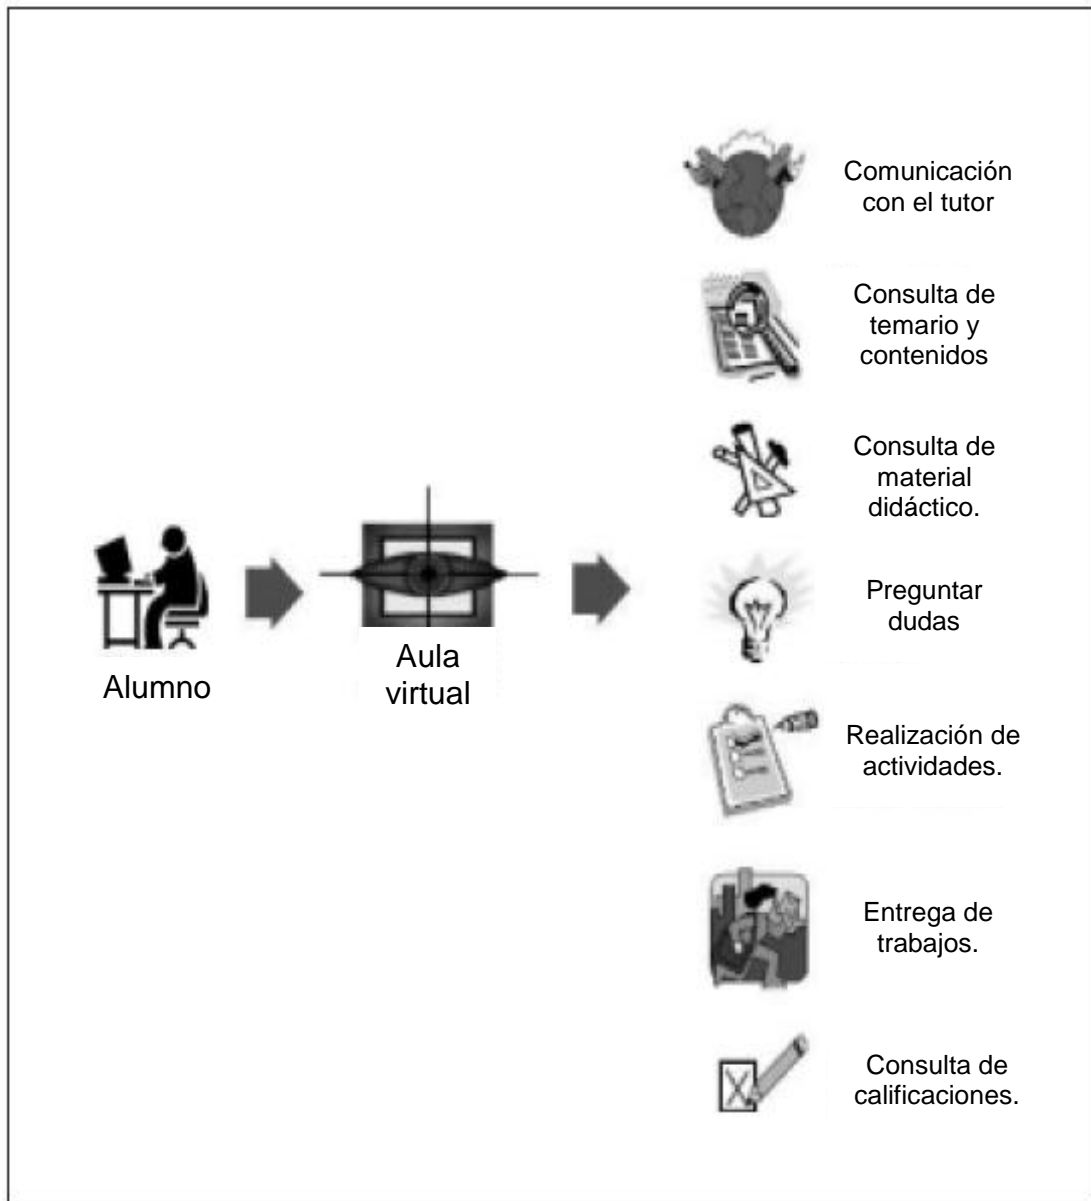 Comunicación
con el tutor
Consulta de
temario y
contenidos
Consulta de
material
didáctico.
Preguntar
dudas
Alumno
Aula
virtual
Realización de
actividades.
Entrega de
trabajos.
Consulta de
calificaciones.